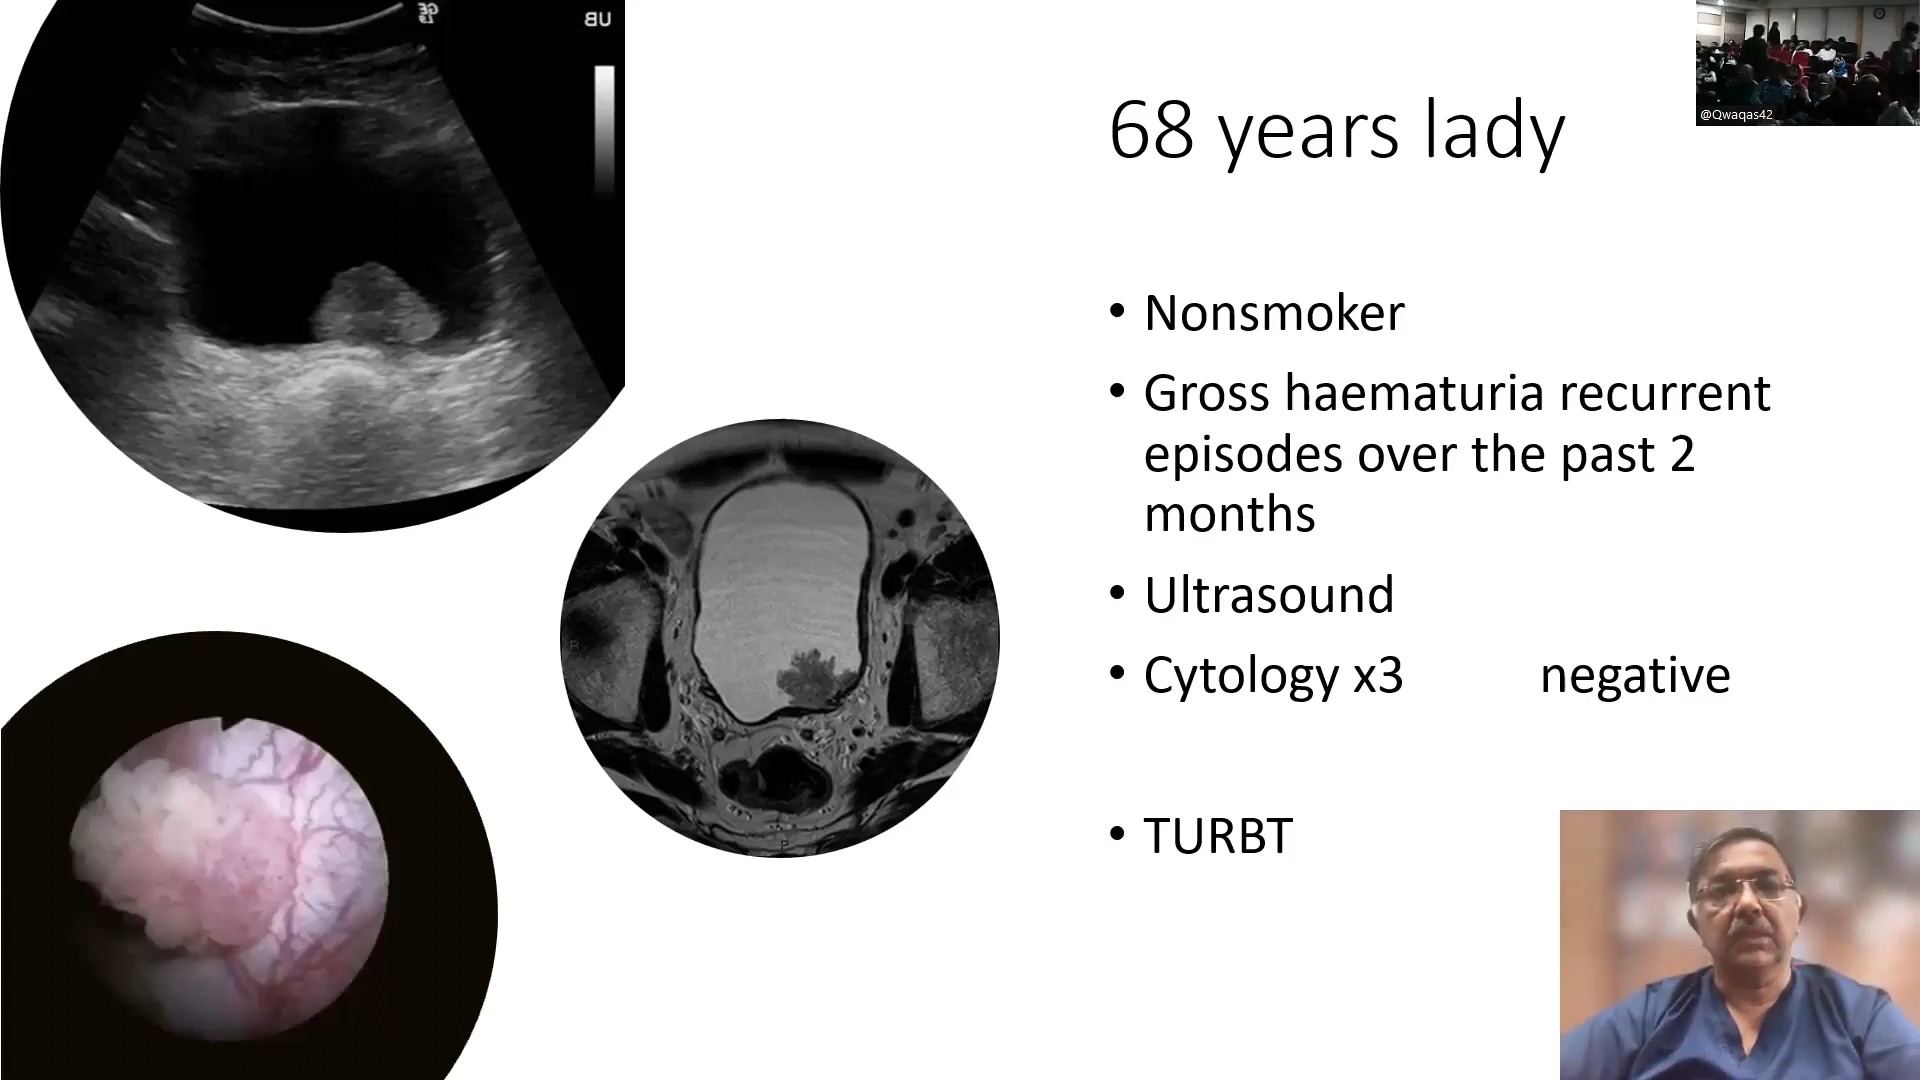 68 years lady
@Qwaqas42
• Nonsmoker
• Gross haematuria recurrent
episodes over the past 2
months
• Ultrasound
• Cytology x3 negative
• TURBT
UB
R
P